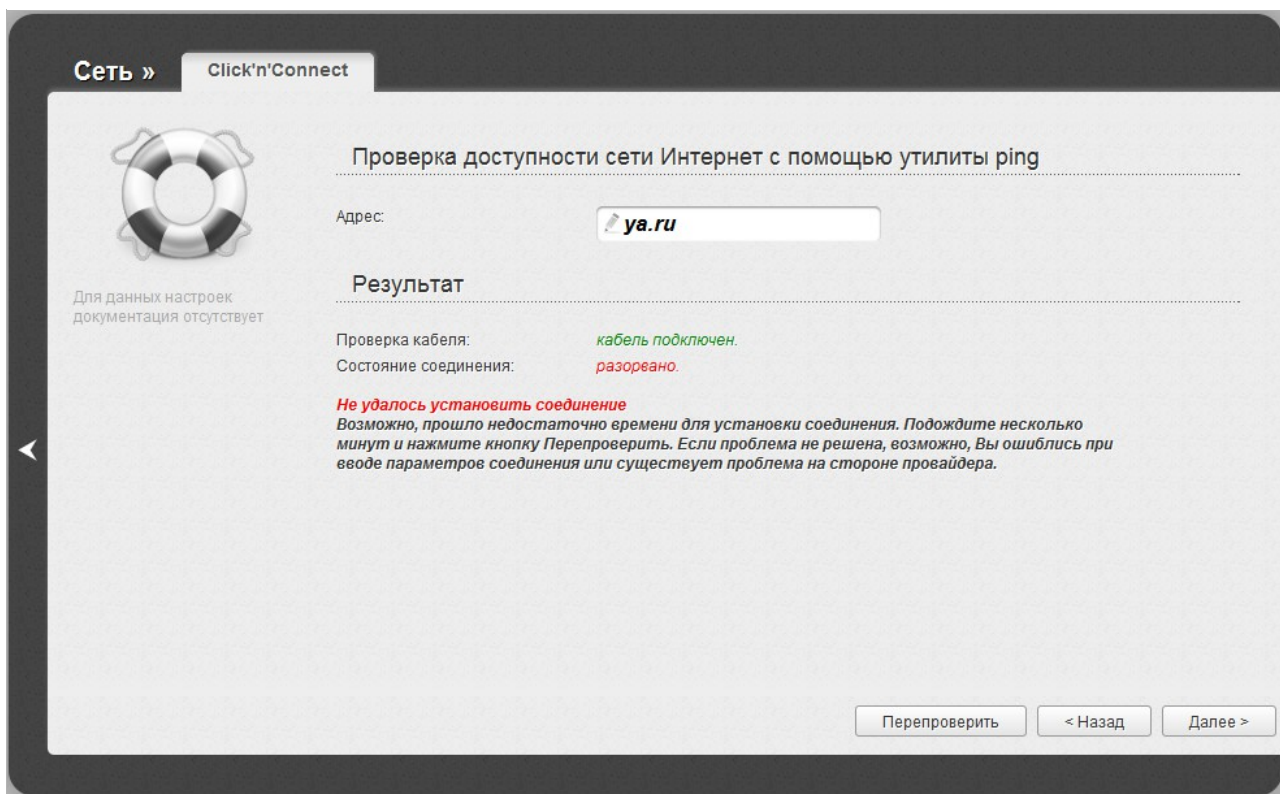 Сеть »
Click'n'Connect
Для данных настроек
документация отсутствует
Проверка доступности сети Интернет с помощью утилиты ping
Адрес:
ya.ru
Результат
Проверка кабеля:
кабель подключен.
Состояние соединения:
разорвано.
Не удалось установить соединение
Возможно, прошло недостаточно времени для установки соединения. Подождите несколько
минут и нажмите кнопку Перепроверить. Если проблема не решена, возможно, Вы ошиблись при
вводе параметров соединения или существует проблема на стороне провайдера.
Перепроверить
< Назад
Далее >